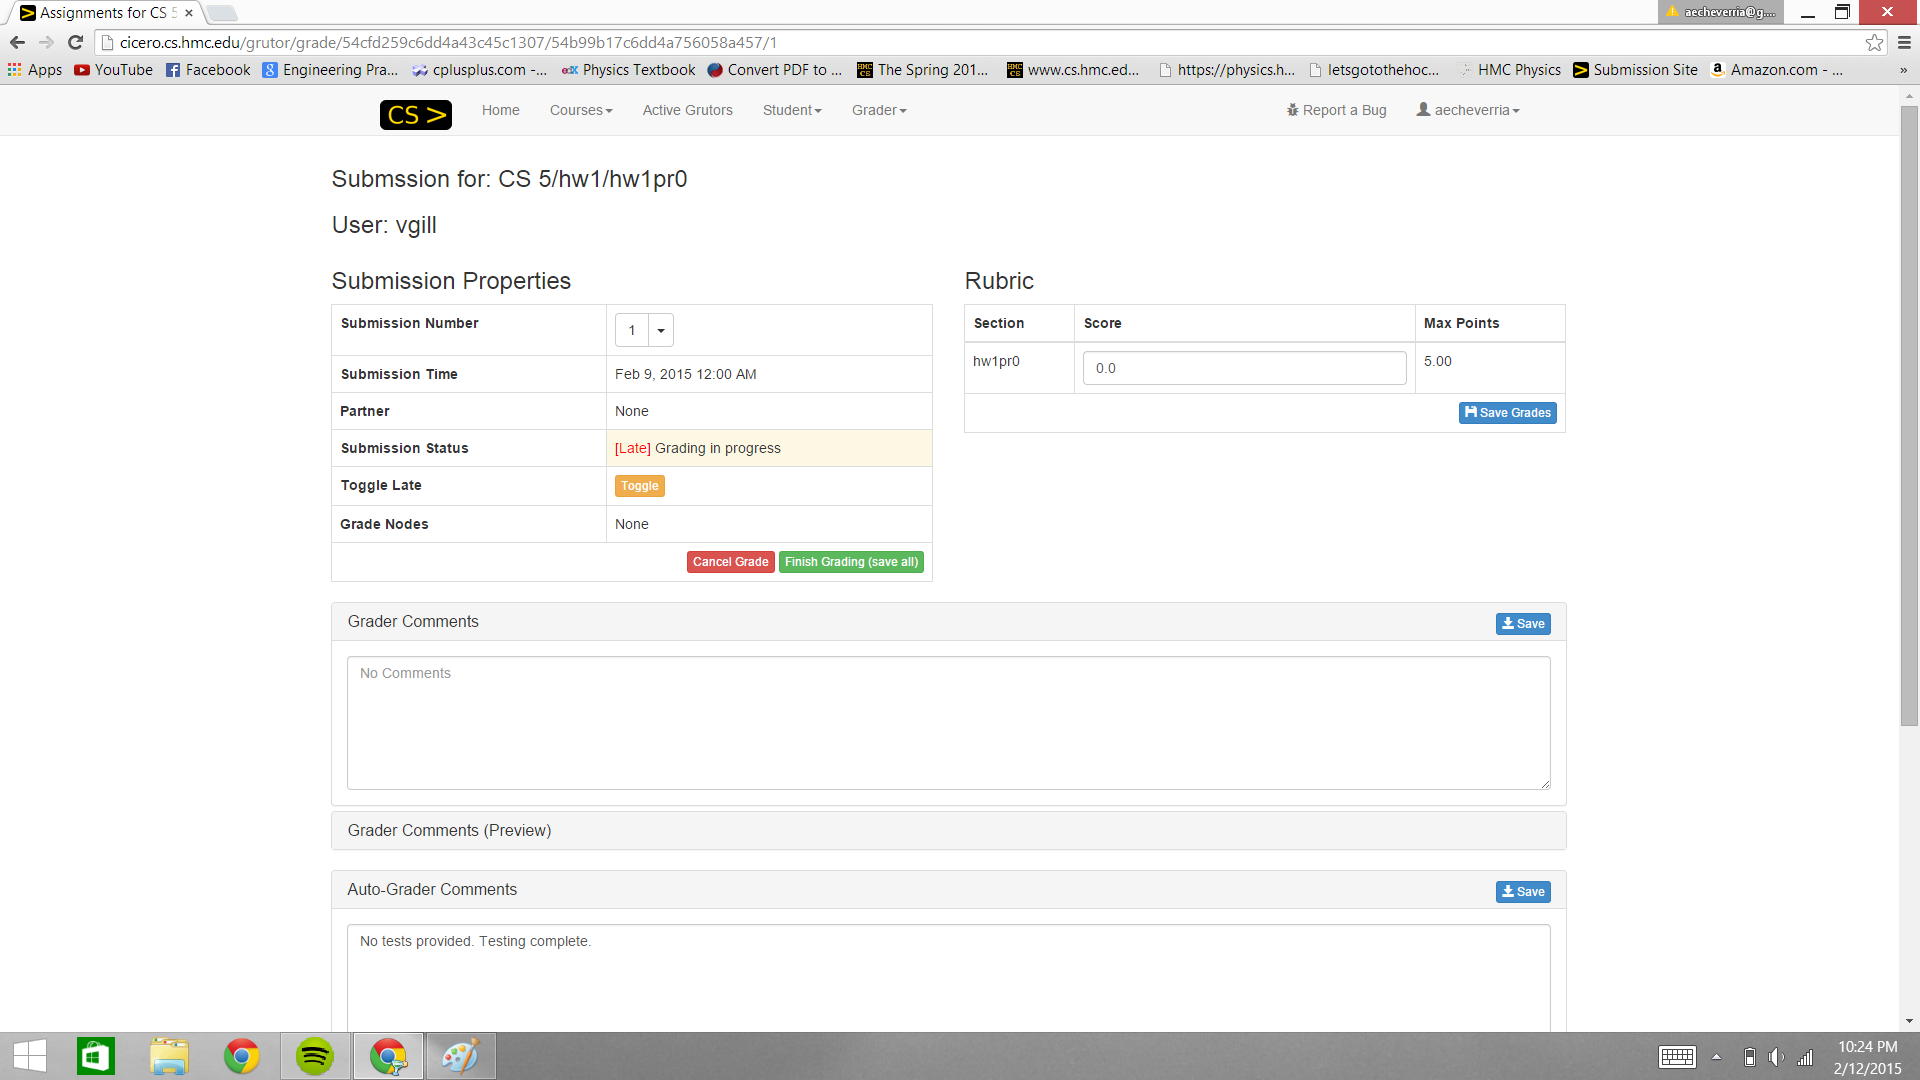 Assignments for CS 5
aecheverria@g....
cicero.cs.hmc.edu/grutor/grade/54cfd259c6dd4a43c45c1307/54b99b17c6dd4a756058a457/1
Apps YouTube Facebook Engineering Pra... cplusplus.com -... Physics Textbook Convert PDF to ... The Spring 201... www.cs.hmc.ed... https://physics.h... letsgotothehoc... HMC Physics Submission Site Amazon.com - ... »
CS > Home Courses Active Grutors Student Grader Report a Bug aecheverria
Submssion for: CS 5/hw1/hw1pr0
User: vgill
Submission Properties
Submission Number 1
Submission Time Feb 9, 2015 12:00 AM
Partner None
Submission Status [Late] Grading in progress
Toggle Late Toggle
Grade Nodes None
Cancel Grade Finish Grading (save all)
Rubric
Section Score Max Points
hw1pr0 0.0 5.00
Save Grades
Grader Comments Save
No Comments
Grader Comments (Preview)
Auto-Grader Comments Save
No tests provided. Testing complete.
10:24 PM
2/12/2015